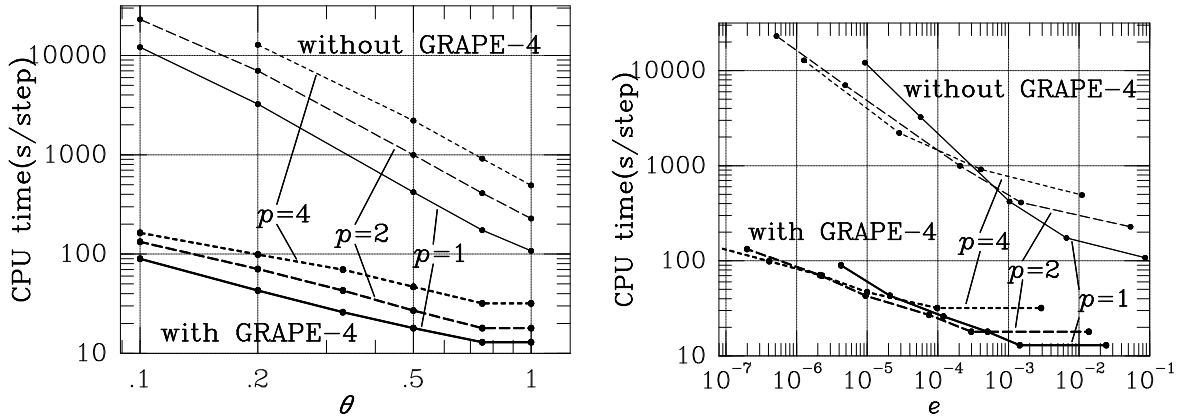 CPU time(s/step)
10000
1000
100
10
without GRAPE-4
p=4
p=2
p=1
with GRAPE-4
.1
.2
.5
1
θ
CPU time(s/step)
10000
1000
100
10
without GRAPE-4
with GRAPE-4
p=4
p=2
p=1
10⁻⁷
10⁻⁶
10⁻⁵
10⁻⁴
10⁻³
10⁻²
10⁻¹
e